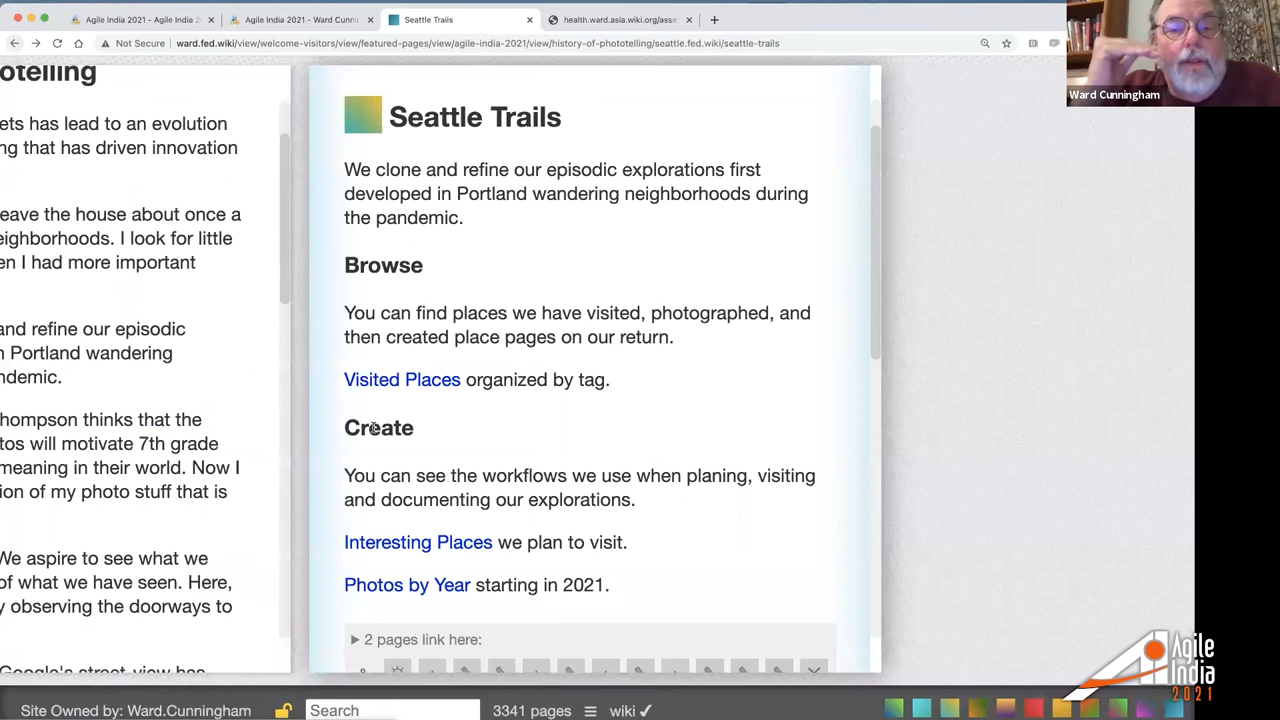 Agile India 2021 - Agile India 2
Agile India 2021 - Ward Cunni
Seattle Trails
health.ward.asia.wiki.org/asse
Not Secure
ward.fed.wiki/view/welcome-visitors/view/featured-pages/view/agile-india-2021/view/history-of-phototelling/seattle.fed.wiki/seattle-trails
Ward Cunningham
otelling
ets has lead to an evolution
ng that has driven innovation
eave the house about once a
eighborhoods. I look for little
en I had more important
and refine our episodic
n Portland wandering
ndemic.
hompson thinks that the
tos will motivate 7th grade
meaning in their world. Now I
ion of my photo stuff that is
We aspire to see what we
of what we have seen. Here,
y observing the doorways to
Google's street-view has
Seattle Trails
We clone and refine our episodic explorations first
developed in Portland wandering neighborhoods during
the pandemic.
Browse
You can find places we have visited, photographed, and
then created place pages on our return.
Visited Places organized by tag.
Create
You can see the workflows we use when planing, visiting
and documenting our explorations.
Interesting Places we plan to visit.
Photos by Year starting in 2021.
2 pages link here:
Agile
India
2021
Site Owned by: Ward.Cunningham
Search
3341 pages
wiki